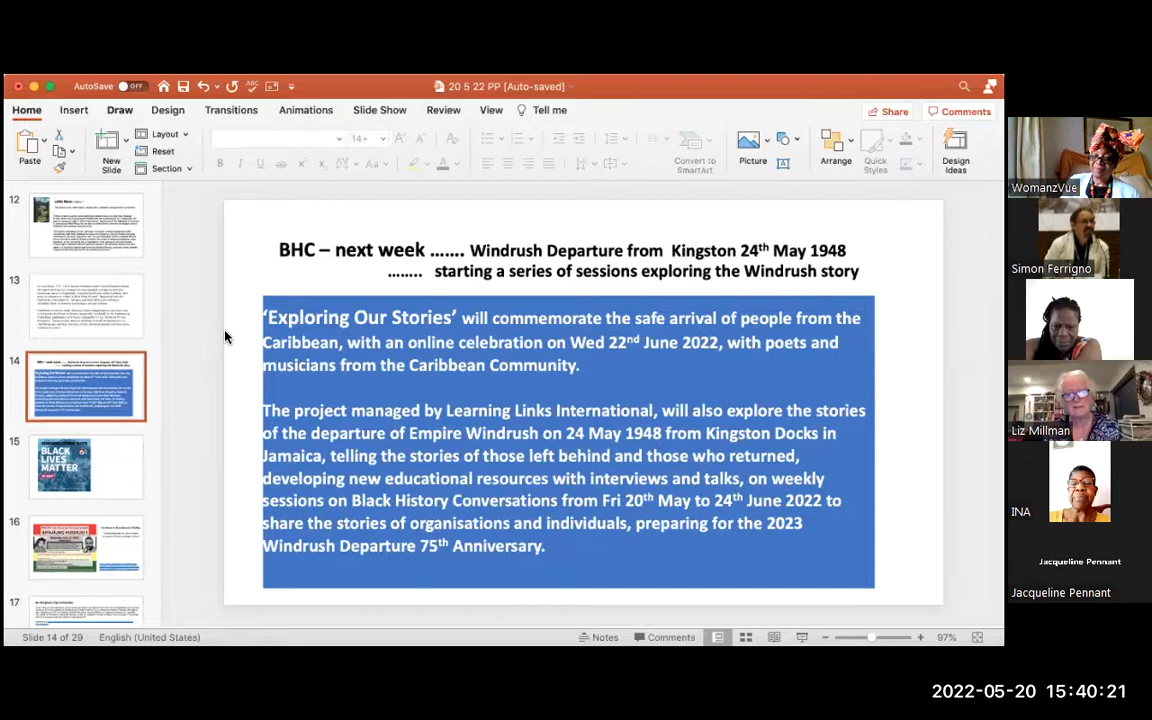 AutoSave OFF
20 5 22 PP [Auto-saved]
Home Insert Draw Design Transitions Animations Slide Show Review View Tell me Share Comments
Paste
New Slide
Layout
Reset
Section
14
Convert to SmartArt
Picture
Arrange
Quick Styles
Design Ideas
12
13
14
15
BLACK LIVES MATTER
16
17
BHC – next week ……. Windrush Departure from Kingston 24th May 1948
…….. starting a series of sessions exploring the Windrush story
‘Exploring Our Stories’ will commemorate the safe arrival of people from the
Caribbean, with an online celebration on Wed 22nd June 2022, with poets and
musicians from the Caribbean Community.
The project managed by Learning Links International, will also explore the stories
of the departure of Empire Windrush on 24 May 1948 from Kingston Docks in
Jamaica, telling the stories of those left behind and those who returned,
developing new educational resources with interviews and talks, on weekly
sessions on Black History Conversations from Fri 20th May to 24th June 2022 to
share the stories of organisations and individuals, preparing for the 2023
Windrush Departure 75th Anniversary.
Slide 14 of 29 English (United States) Notes Comments 97%
WomanzVue
Simon Ferrigno
Liz Millman
INA
Jacqueline Pennant
Jacqueline Pennant
2022-05-20 15:40:21